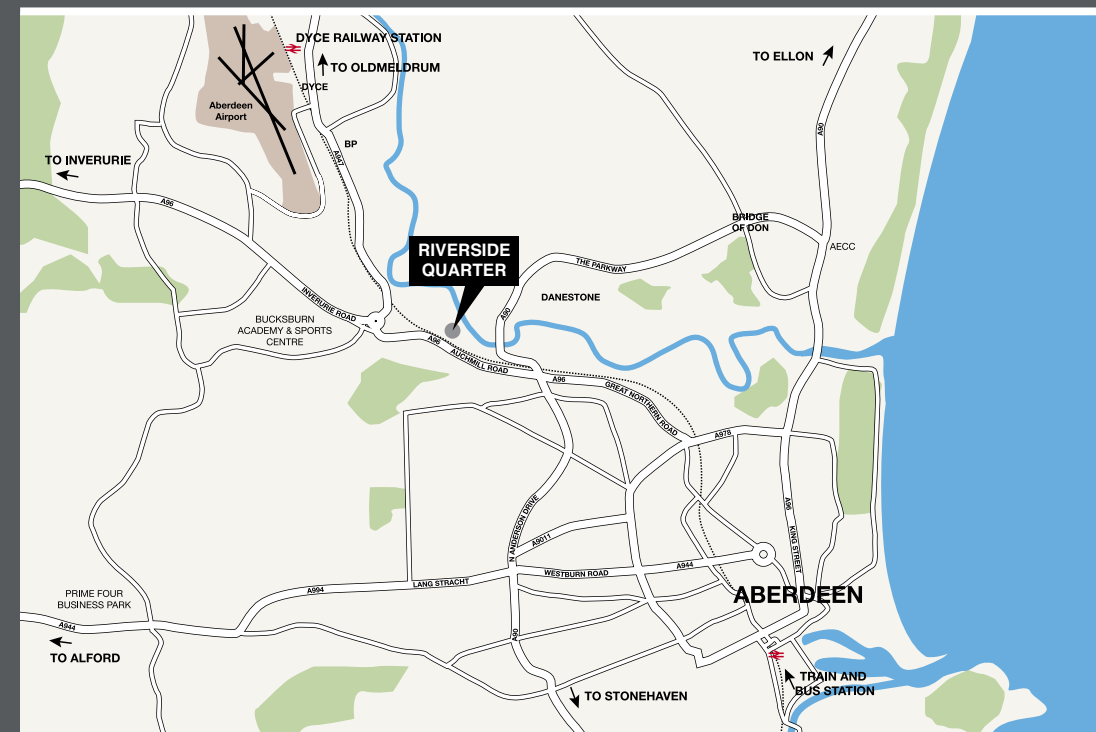 DYCE RAILWAY STATION
TO OLDMELDRUM
DYCE
Aberdeen
Airport
TO ELLON
A90
BP
A947
TO INVERURIE
A96
BRIDGE
OF DON
AECC
RIVERSIDE
QUARTER
THE PARKWAY
DANESTONE
A90
INVERURIE ROAD
BUCKSBURN
ACADEMY & SPORTS
CENTRE
A96
AUCHMILL ROAD
A96
GREAT NORTHERN ROAD
A978
A96
KING STREET
N ANDERSON DRIVE
A9011
A944
WESTBURN ROAD
LANG STRACHT
A994
PRIME FOUR
BUSINESS PARK
ABERDEEN
A944
A90
TO ALFORD
TRAIN AND
BUS STATION
TO STONEHAVEN